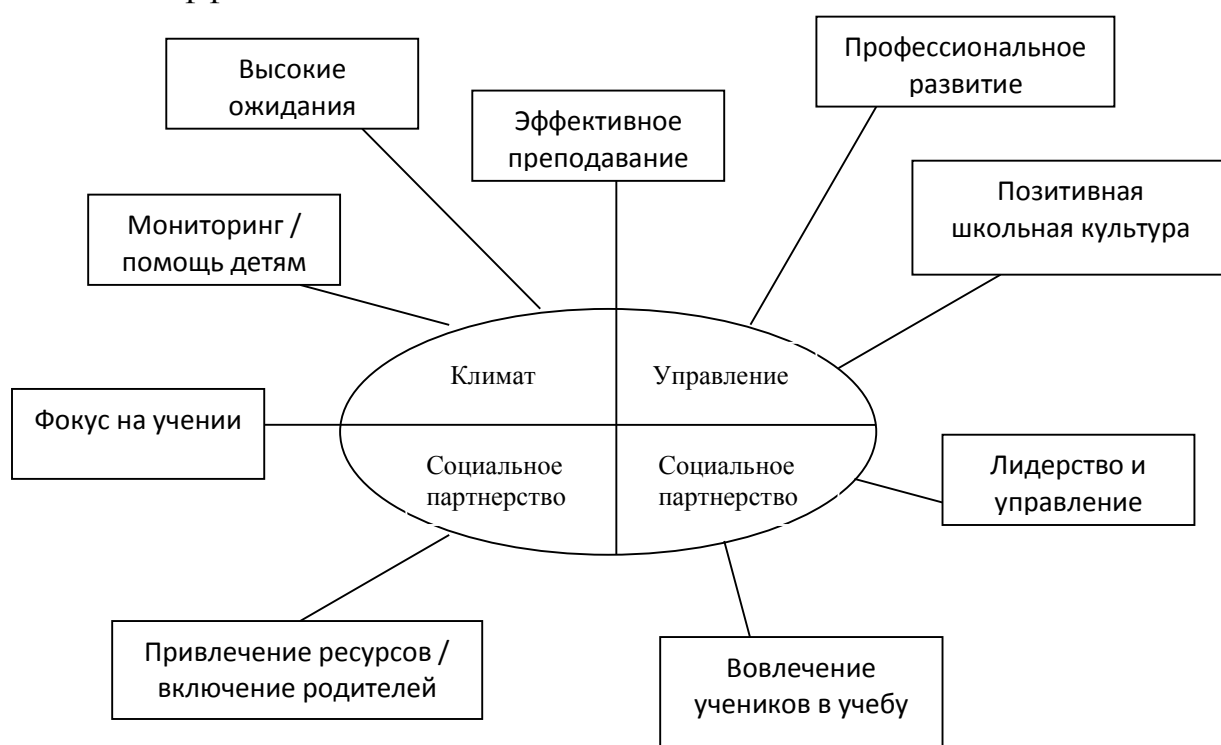 Профессиональное
развитие
Высокие
ожидания
Эффективное
преподавание
Позитивная
школьная культура
Мониторинг /
помощь детям
Климат
Управление
Фокус на учении
Социальное
партнерство
Социальное
партнерство
Лидерство и
управление
Привлечение ресурсов /
включение родителей
Вовлечение
учеников в учебу